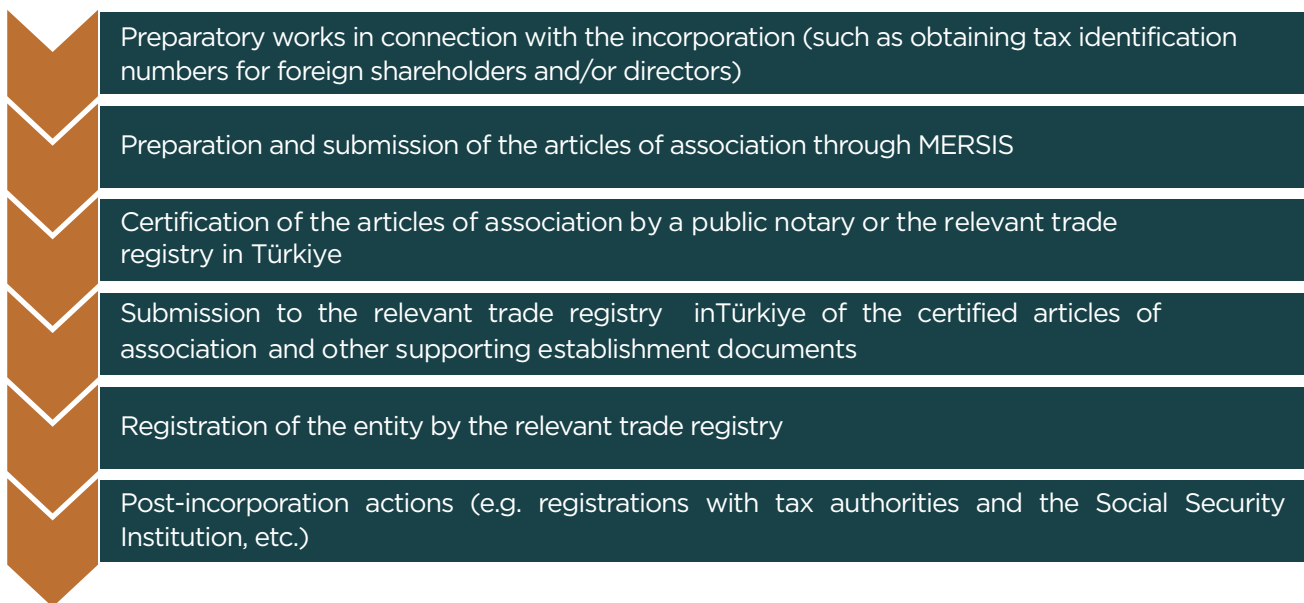 Preparatory works in connection with the incorporation (such as obtaining tax identification
numbers for foreign shareholders and/or directors)
Preparation and submission of the articles of association through MERSIS
Certification of the articles of association by a public notary or the relevant trade
registry in Türkiye
Submission to the relevant trade registry inTürkiye of the certified articles of
association and other supporting establishment documents
Registration of the entity by the relevant trade registry
Post-incorporation actions (e.g. registrations with tax authorities and the Social Security
Institution, etc.)